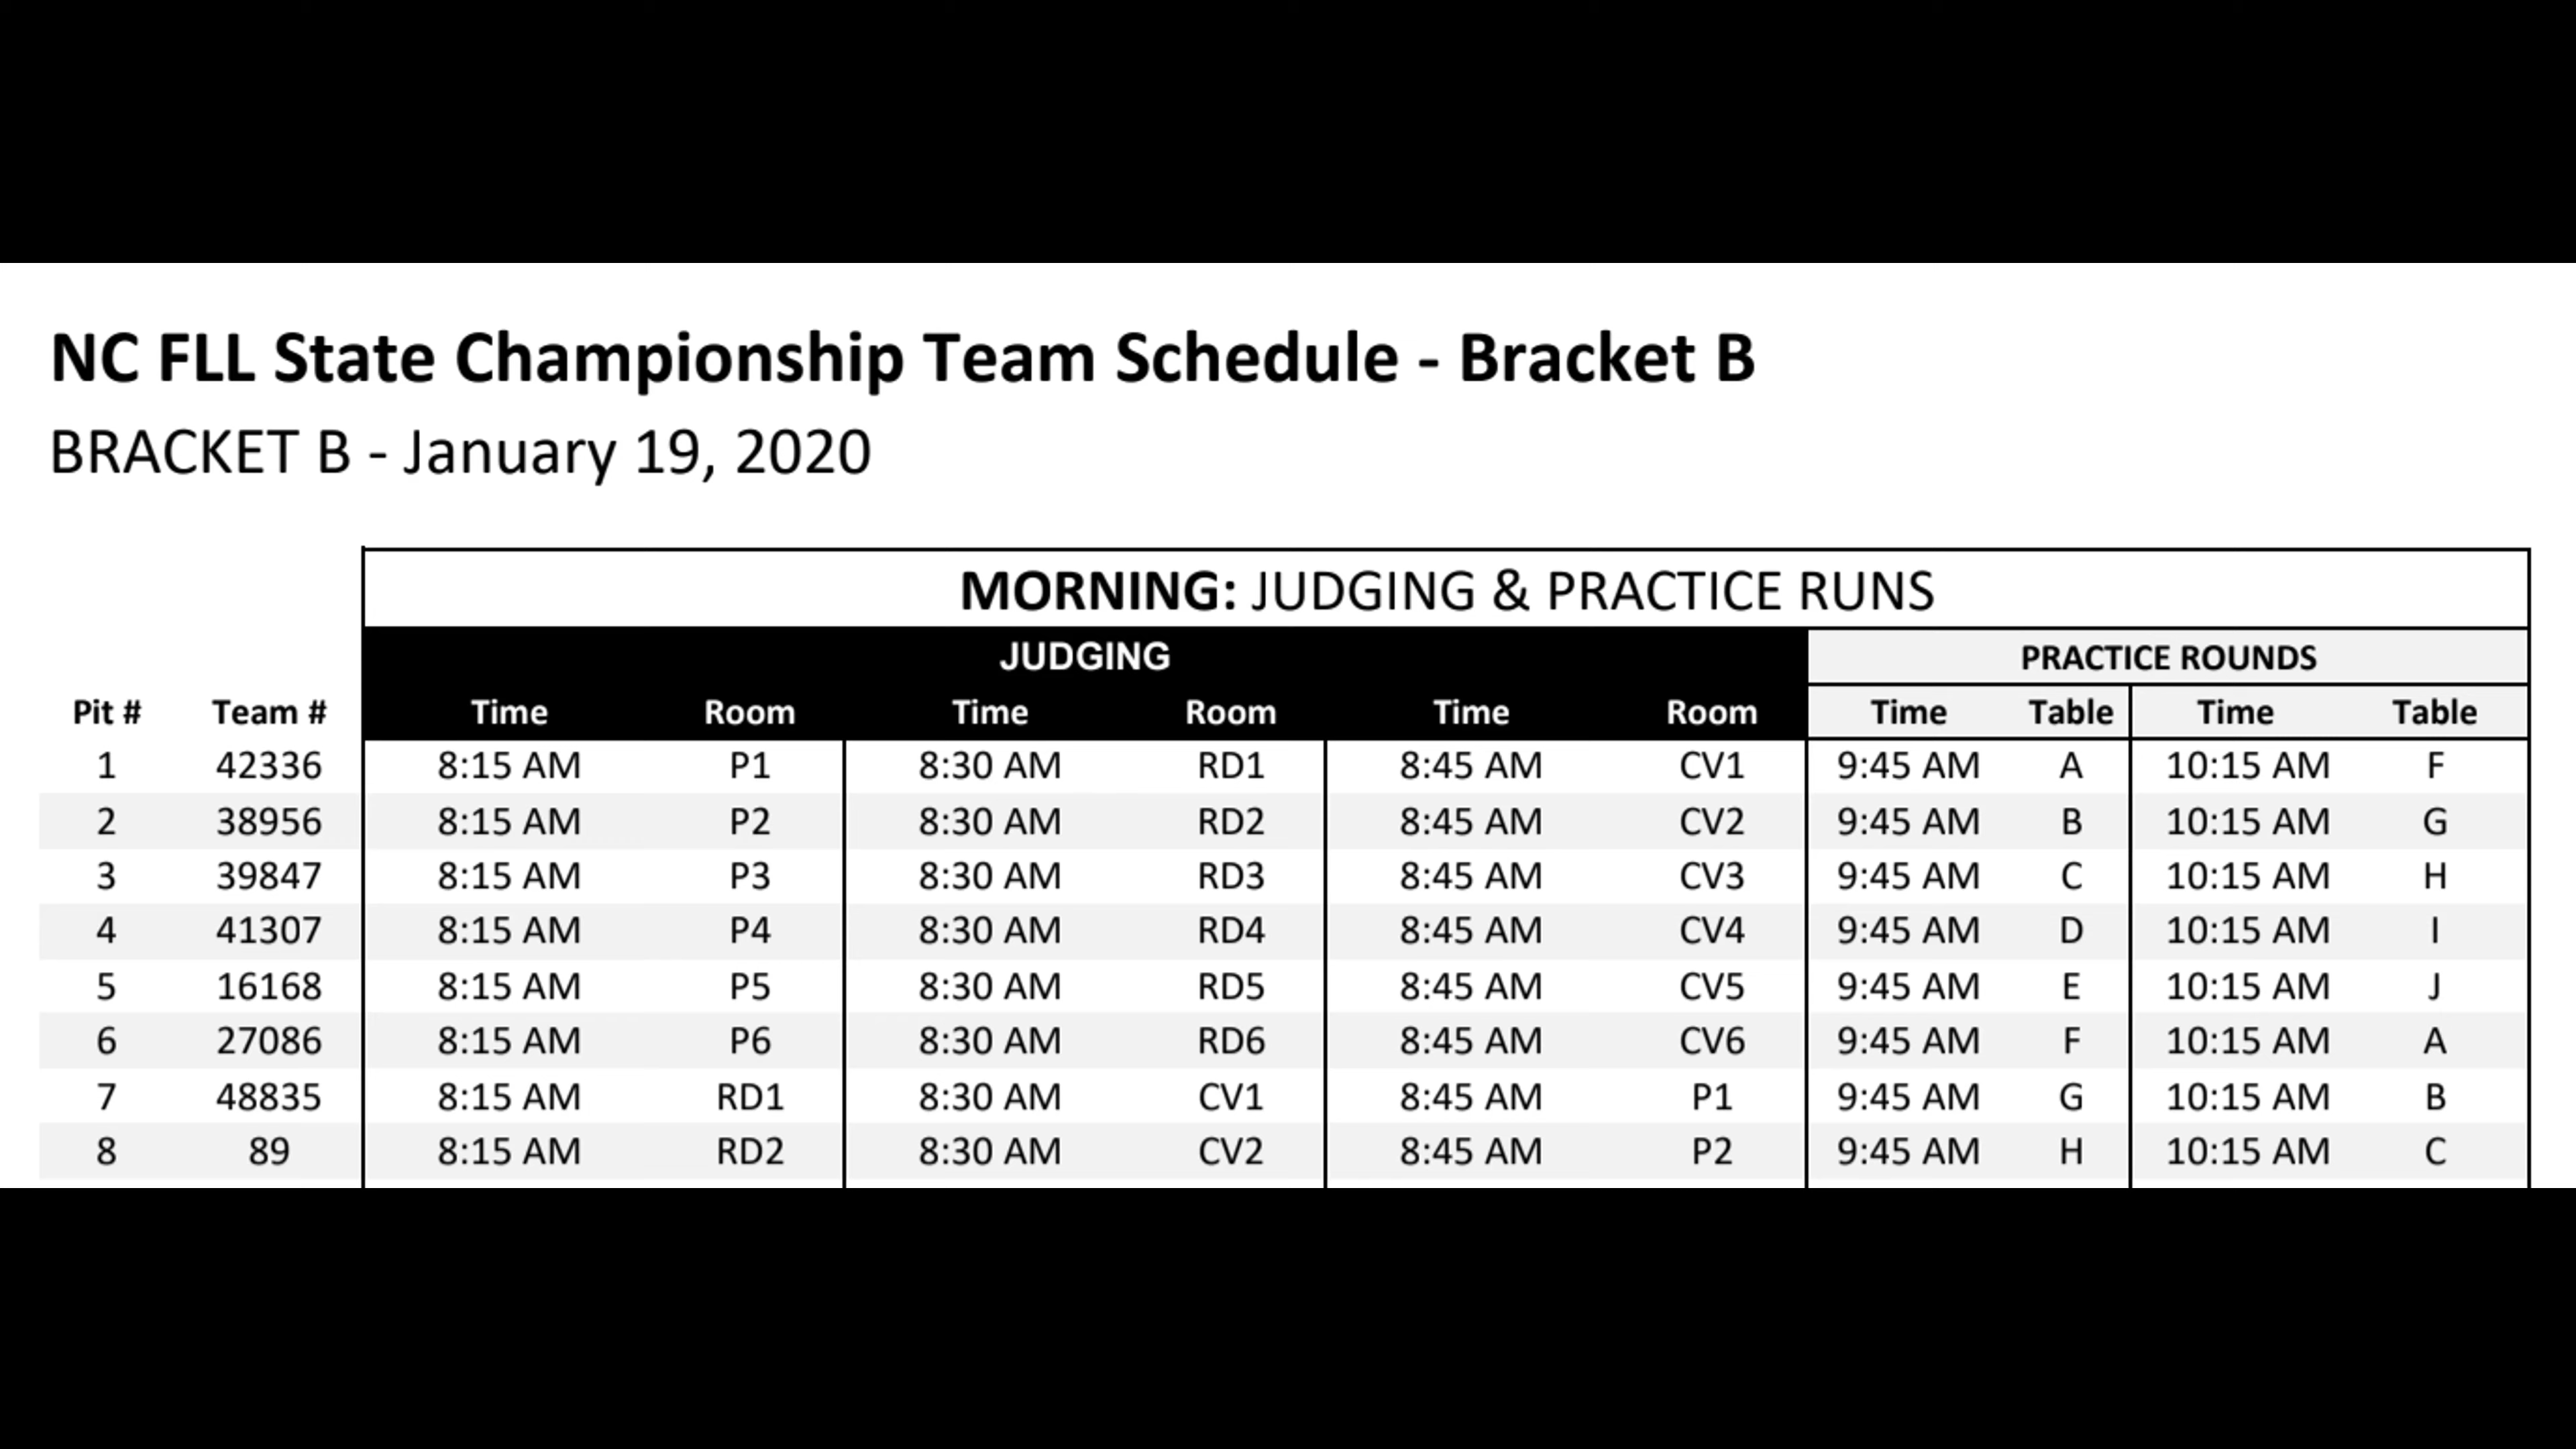 NC FLL State Championship Team Schedule - Bracket B
BRACKET B - January 19, 2020
MORNING: JUDGING & PRACTICE RUNS
JUDGING PRACTICE ROUNDS
Pit # Team # Time Room Time Room Time Room Time Table Time Table
1 42336 8:15 AM P1 8:30 AM RD1 8:45 AM CV1 9:45 AM A 10:15 AM F
2 38956 8:15 AM P2 8:30 AM RD2 8:45 AM CV2 9:45 AM B 10:15 AM G
3 39847 8:15 AM P3 8:30 AM RD3 8:45 AM CV3 9:45 AM C 10:15 AM H
4 41307 8:15 AM P4 8:30 AM RD4 8:45 AM CV4 9:45 AM D 10:15 AM I
5 16168 8:15 AM P5 8:30 AM RD5 8:45 AM CV5 9:45 AM E 10:15 AM J
6 27086 8:15 AM P6 8:30 AM RD6 8:45 AM CV6 9:45 AM F 10:15 AM A
7 48835 8:15 AM RD1 8:30 AM CV1 8:45 AM P1 9:45 AM G 10:15 AM B
8 89 8:15 AM RD2 8:30 AM CV2 8:45 AM P2 9:45 AM H 10:15 AM C